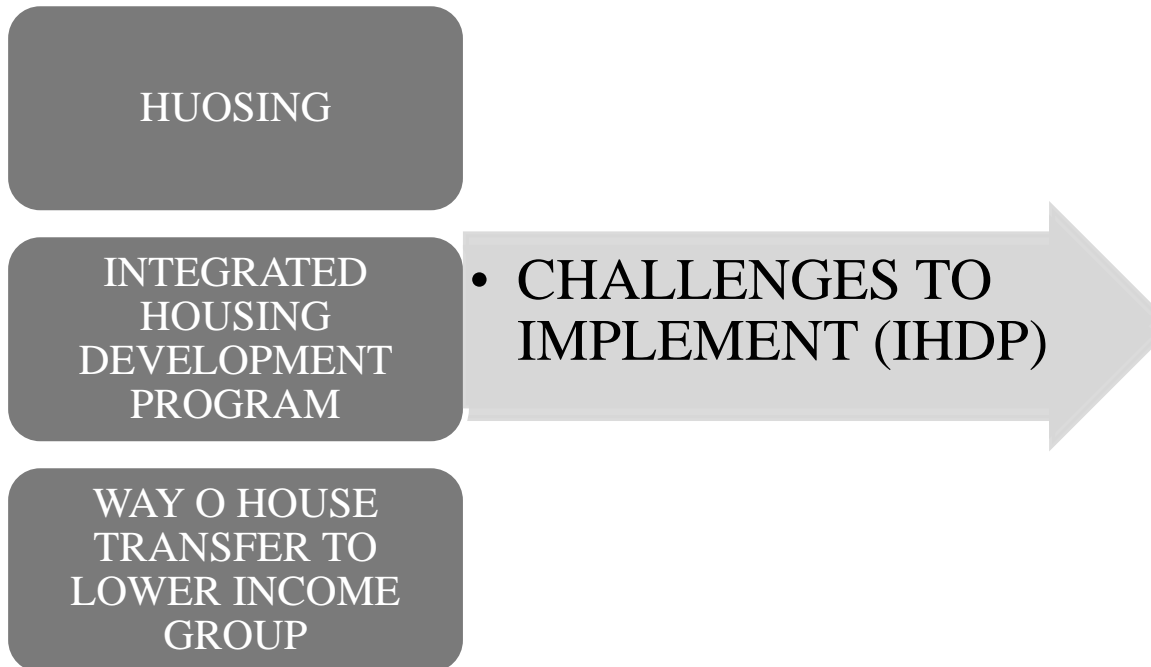 HUOSING
INTEGRATED
HOUSING
DEVELOPMENT
PROGRAM
• CHALLENGES TO
IMPLEMENT (IHDP)
WAY O HOUSE
TRANSFER TO
LOWER INCOME
GROUP